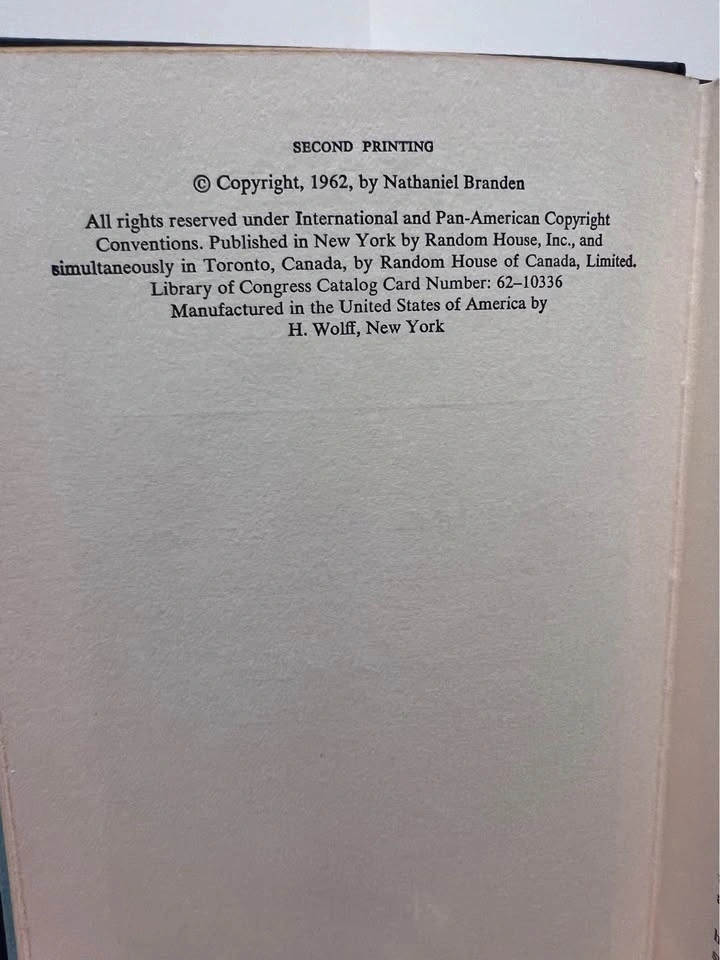 SECOND PRINTING
© Copyright, 1962, by Nathaniel Branden
All rights reserved under International and Pan-American Copyright
Conventions. Published in New York by Random House, Inc., and
simultaneously in Toronto, Canada, by Random House of Canada, Limited.
Library of Congress Catalog Card Number: 62–10336
Manufactured in the United States of America by
H. Wolff, New York